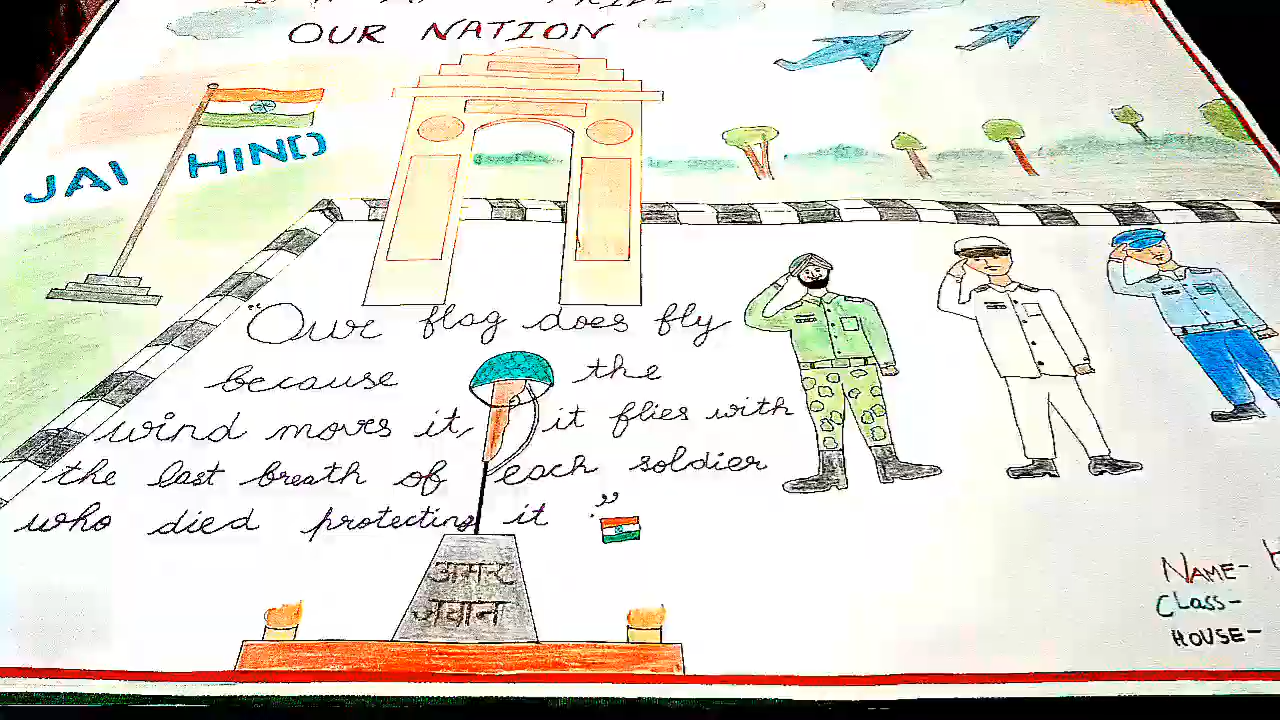 OUR NATION
JAI HIND
"Our flag does fly
because the
wind moves it, it flies with
the last breath of each soldier
who died protecting it"
अमर
जवान
NAME-
CLASS-
HOUSE-